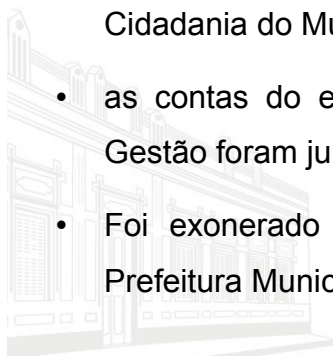 Cidadania do Mu
• as contas do e
Gestão foram ju
• Foi exonerado
Prefeitura Munic